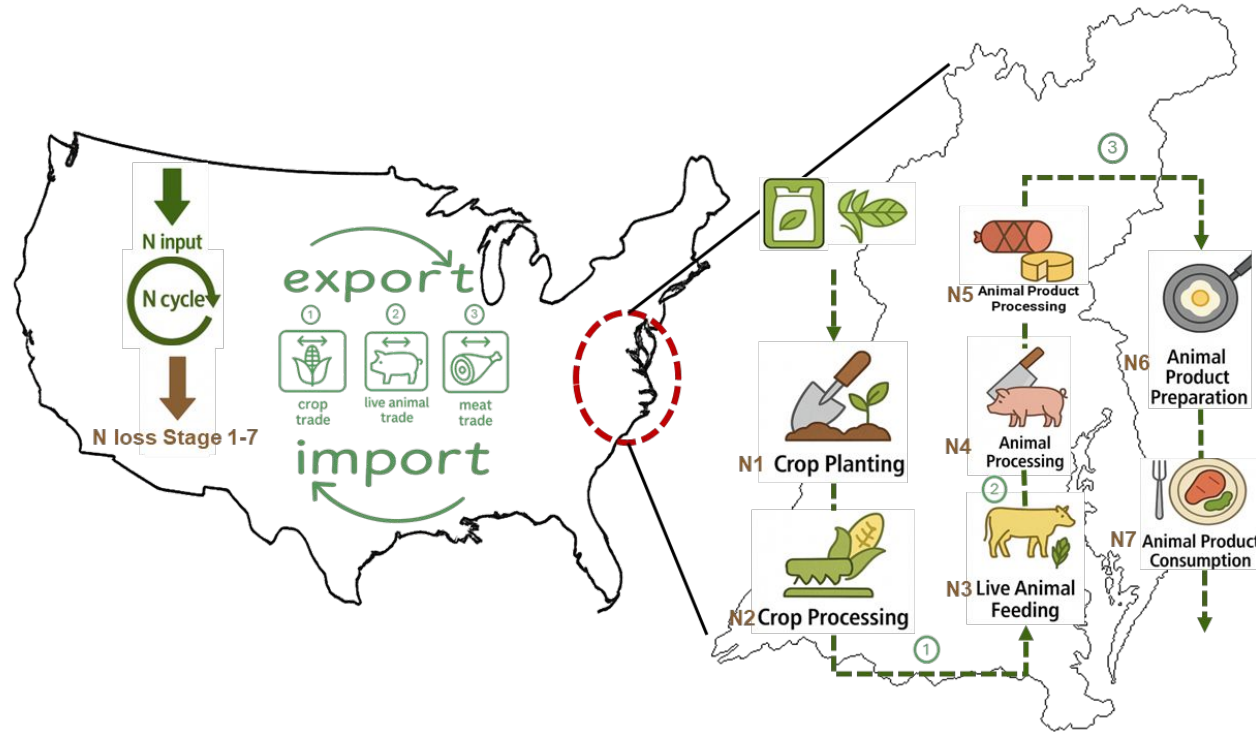 N input
N cycle
N loss Stage 1-7
export
1
2
3
crop
trade
live animal
trade
meat
trade
import
N1 Crop Planting
N2 Crop Processing
1
N3 Live Animal
Feeding
2
N4 Animal
Processing
N5 Animal Product
Processing
3
N6 Animal
Product
Preparation
N7 Animal Product
Consumption